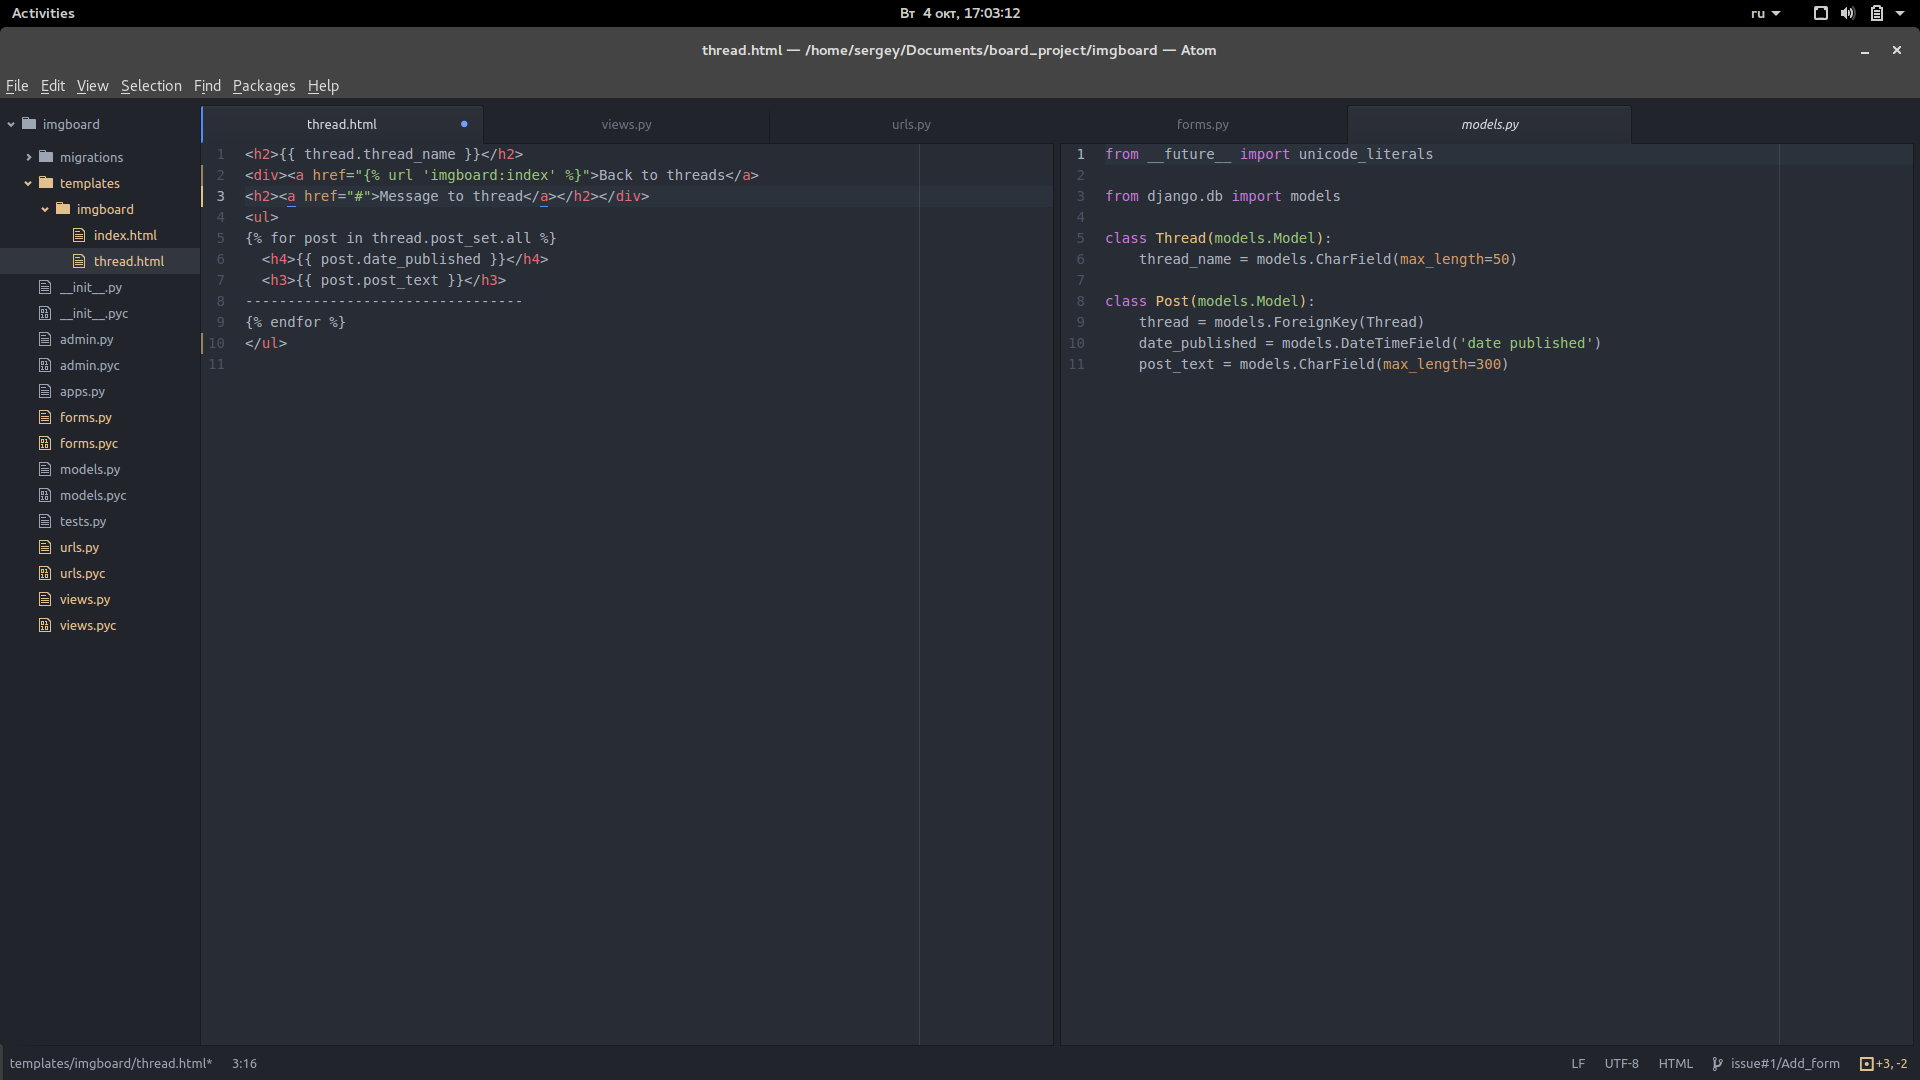 Activities
Вт 4 окт, 17:03:12
ru
thread.html — /home/sergey/Documents/board_project/imgboard — Atom
File Edit View Selection Find Packages Help
imgboard
migrations
templates
imgboard
index.html
thread.html
__init__.py
__init__.pyc
admin.py
admin.pyc
apps.py
forms.py
forms.pyc
models.py
models.pyc
tests.py
urls.py
urls.pyc
views.py
views.pyc
thread.html
views.py
urls.py
forms.py
models.py
1 <h2>{{ thread.thread_name }}</h2>
2 <div><a href="{% url 'imgboard:index' %}">Back to threads</a>
3 <h2><a href="#">Message to thread</a></h2></div>
4 <ul>
5 {% for post in thread.post_set.all %}
6   <h4>{{ post.date_published }}</h4>
7   <h3>{{ post.post_text }}</h3>
8 ---------------------------------
9 {% endfor %}
10 </ul>
11
1 from __future__ import unicode_literals
2
3 from django.db import models
4
5 class Thread(models.Model):
6     thread_name = models.CharField(max_length=50)
7
8 class Post(models.Model):
9     thread = models.ForeignKey(Thread)
10     date_published = models.DateTimeField('date published')
11     post_text = models.CharField(max_length=300)
templates/imgboard/thread.html* 3:16
LF UTF-8 HTML issue#1/Add_form +3, -2